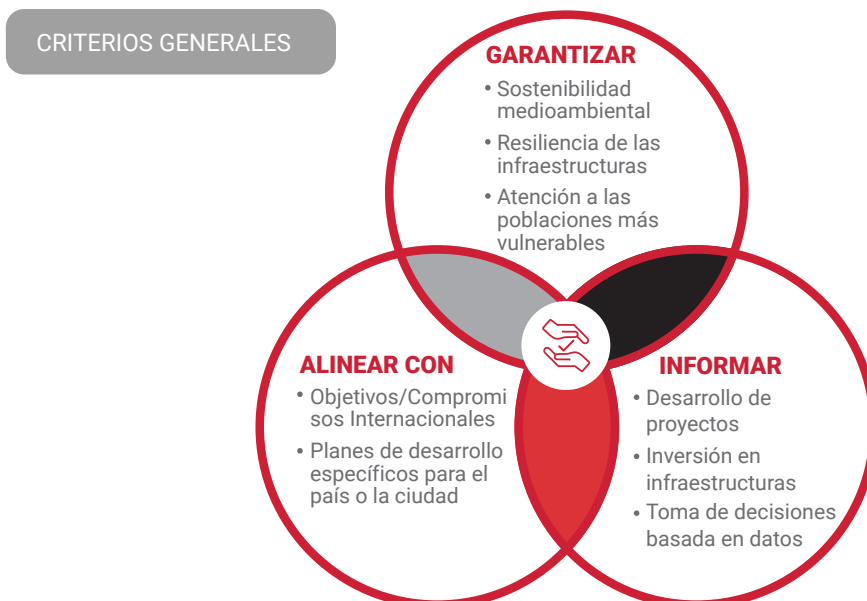 CRITERIOS GENERALES
GARANTIZAR
• Sostenibilidad
medioambiental
• Resiliencia de las
infraestructuras
• Atención a las
poblaciones más
vulnerables
ALINEAR CON
• Objetivos/Compromi
sos Internacionales
• Planes de desarrollo
específicos para el
país o la ciudad
INFORMAR
• Desarrollo de
proyectos
• Inversión en
infraestructuras
• Toma de decisiones
basada en datos